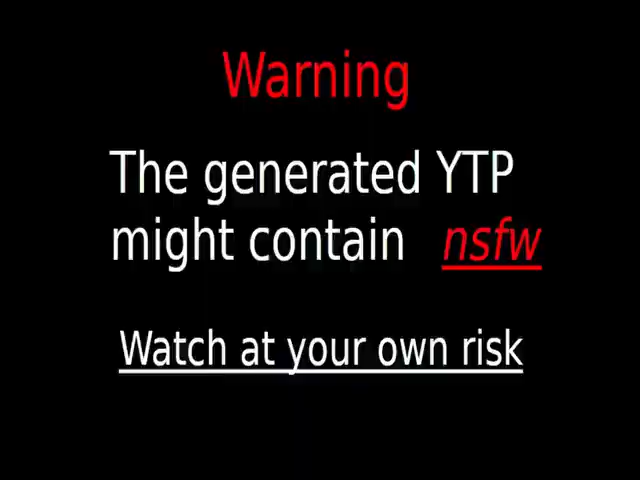 Warning
The generated YTP
might contain nsfw
Watch at your own risk